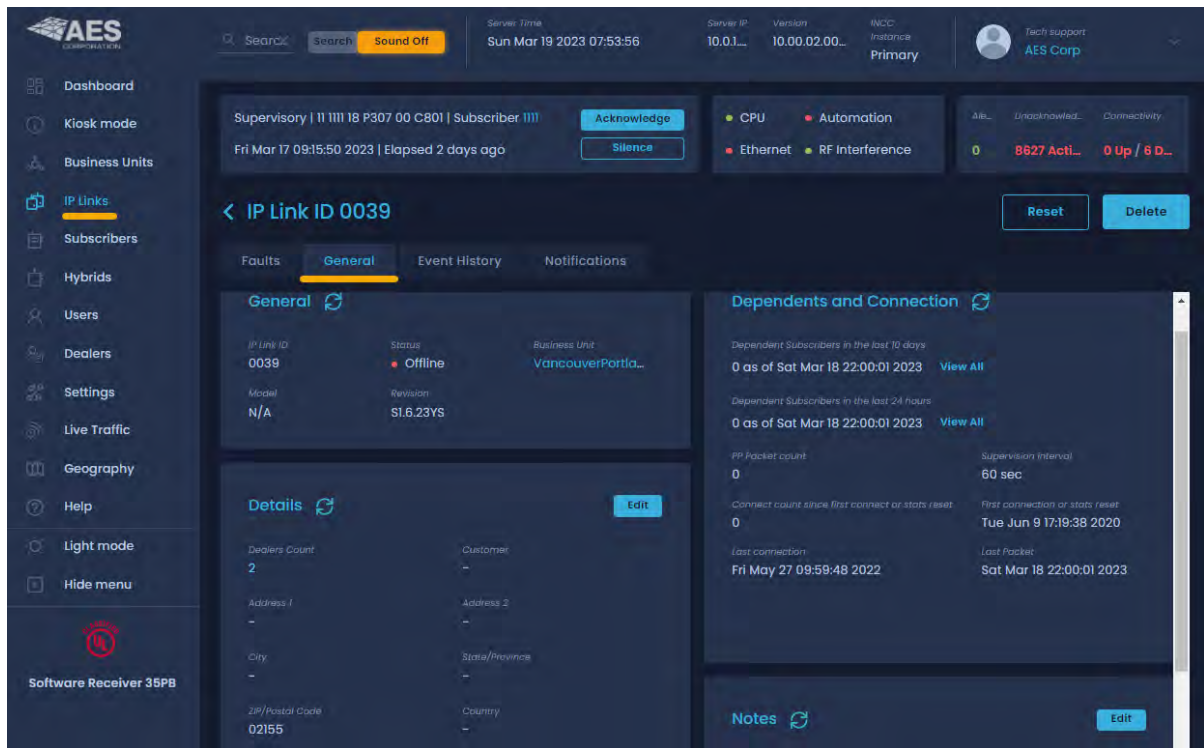 AES
CORPORATION
Search
Search
Sound Off
Server Time
Sun Mar 19 2023 07:53:56
Server IP
10.0.1....
Version
10.00.02.00...
INCC
Instance
Primary
Tech support
AES Corp
Dashboard
Kiosk mode
Business Units
IP Links
Subscribers
Hybrids
Users
Dealers
Settings
Live Traffic
Geography
Help
Light mode
Hide menu
Software Receiver 35PB
Supervisory | 11 1111 18 P307 00 C801 | Subscriber 1111
Fri Mar 17 09:15:50 2023 | Elapsed 2 days ago
Acknowledge
Silence
CPU
Automation
Ethernet
RF Interference
Ale...
0
Unacknowled...
8627 Acti...
Connectivity
0 Up / 6 D...
IP Link ID 0039
Reset
Delete
Faults
General
Event History
Notifications
General
IP Link ID
0039
Status
Offline
Business Unit
VancouverPortla...
Model
N/A
Revision
S1.6.23YS
Details
Edit
Dealers Count
2
Customer
-
Address 1
-
Address 2
-
City
-
State/Province
-
ZIP/Postal Code
02155
Country
-
Dependents and Connection
Dependent Subscribers in the last 10 days
0 as of Sat Mar 18 22:00:01 2023 View All
Dependent Subscribers in the last 24 hours
0 as of Sat Mar 18 22:00:01 2023 View All
PP Packet count
0
Supervision Interval
60 sec
Connect count since first connect or stats reset
0
First connection or stats reset
Tue Jun 9 17:19:38 2020
Last connection
Fri May 27 09:59:48 2022
Last Packet
Sat Mar 18 22:00:01 2023
Notes
Edit